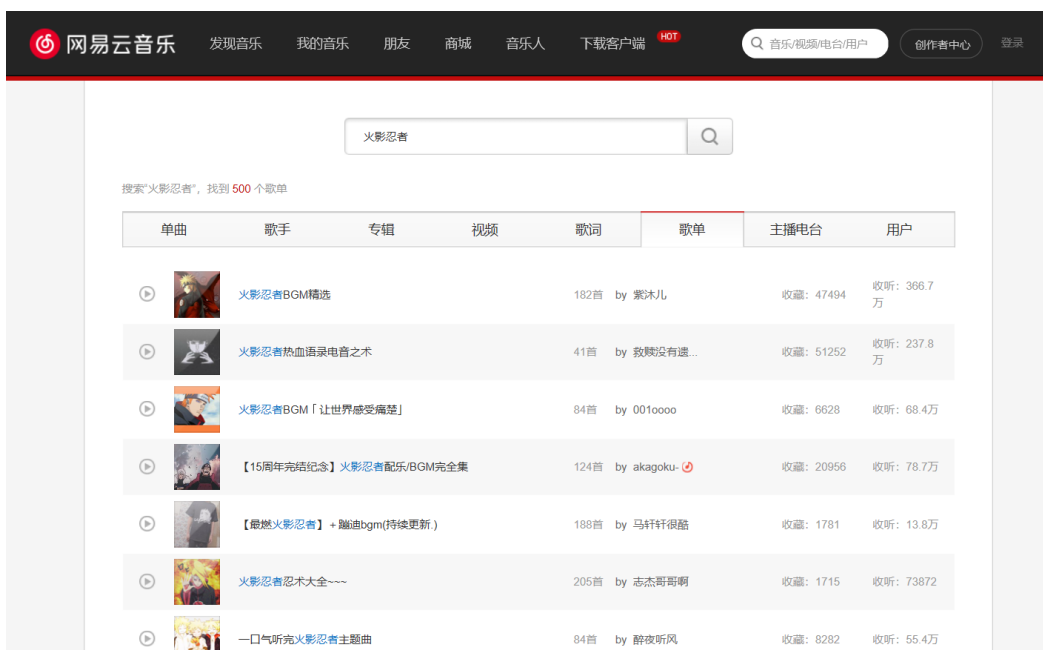 网易云音乐 发现音乐 我的音乐 朋友 商城 音乐人 下载客户端 HOT 音乐/视频/电台/用户 创作者中心 登录
火影忍者
搜索“火影忍者”，找到 500 个歌单
单曲 歌手 专辑 视频 歌词 歌单 主播电台 用户
火影忍者BGM精选 182首 by 紫沐儿 收藏：47494 收听：366.7
万
火影忍者热血语录电音之术 41首 by 救赎没有遗... 收藏：51252 收听：237.8
万
火影忍者BGM「让世界感受痛楚」 84首 by 001oooo 收藏：6628 收听：68.4万
【15周年完结纪念】火影忍者配乐/BGM完全集 124首 by akagoku- 收藏：20956 收听：78.7万
【最燃火影忍者】+ 蹦迪bgm(持续更新.) 188首 by 马轩轩很酷 收藏：1781 收听：13.8万
火影忍者忍术大全~~~ 205首 by 志杰哥哥啊 收藏：1715 收听：73872
一口气听完火影忍者主题曲 84首 by 醉夜听风 收藏：8282 收听：55.4万